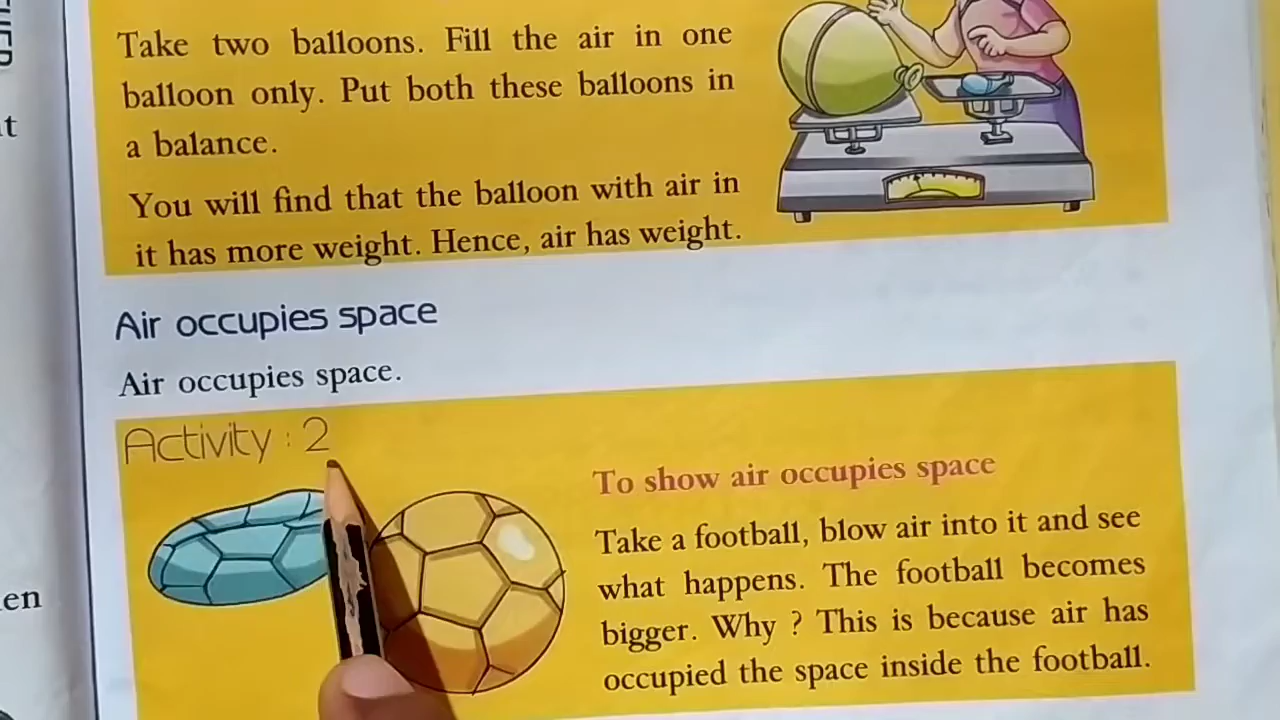 Take two balloons. Fill the air in one
balloon only. Put both these balloons in
a balance.
You will find that the balloon with air in
it has more weight. Hence, air has weight.
Air occupies space
Air occupies space.
Activity : 2
To show air occupies space
Take a football, blow air into it and see
what happens. The football becomes
bigger. Why ? This is because air has
occupied the space inside the football.